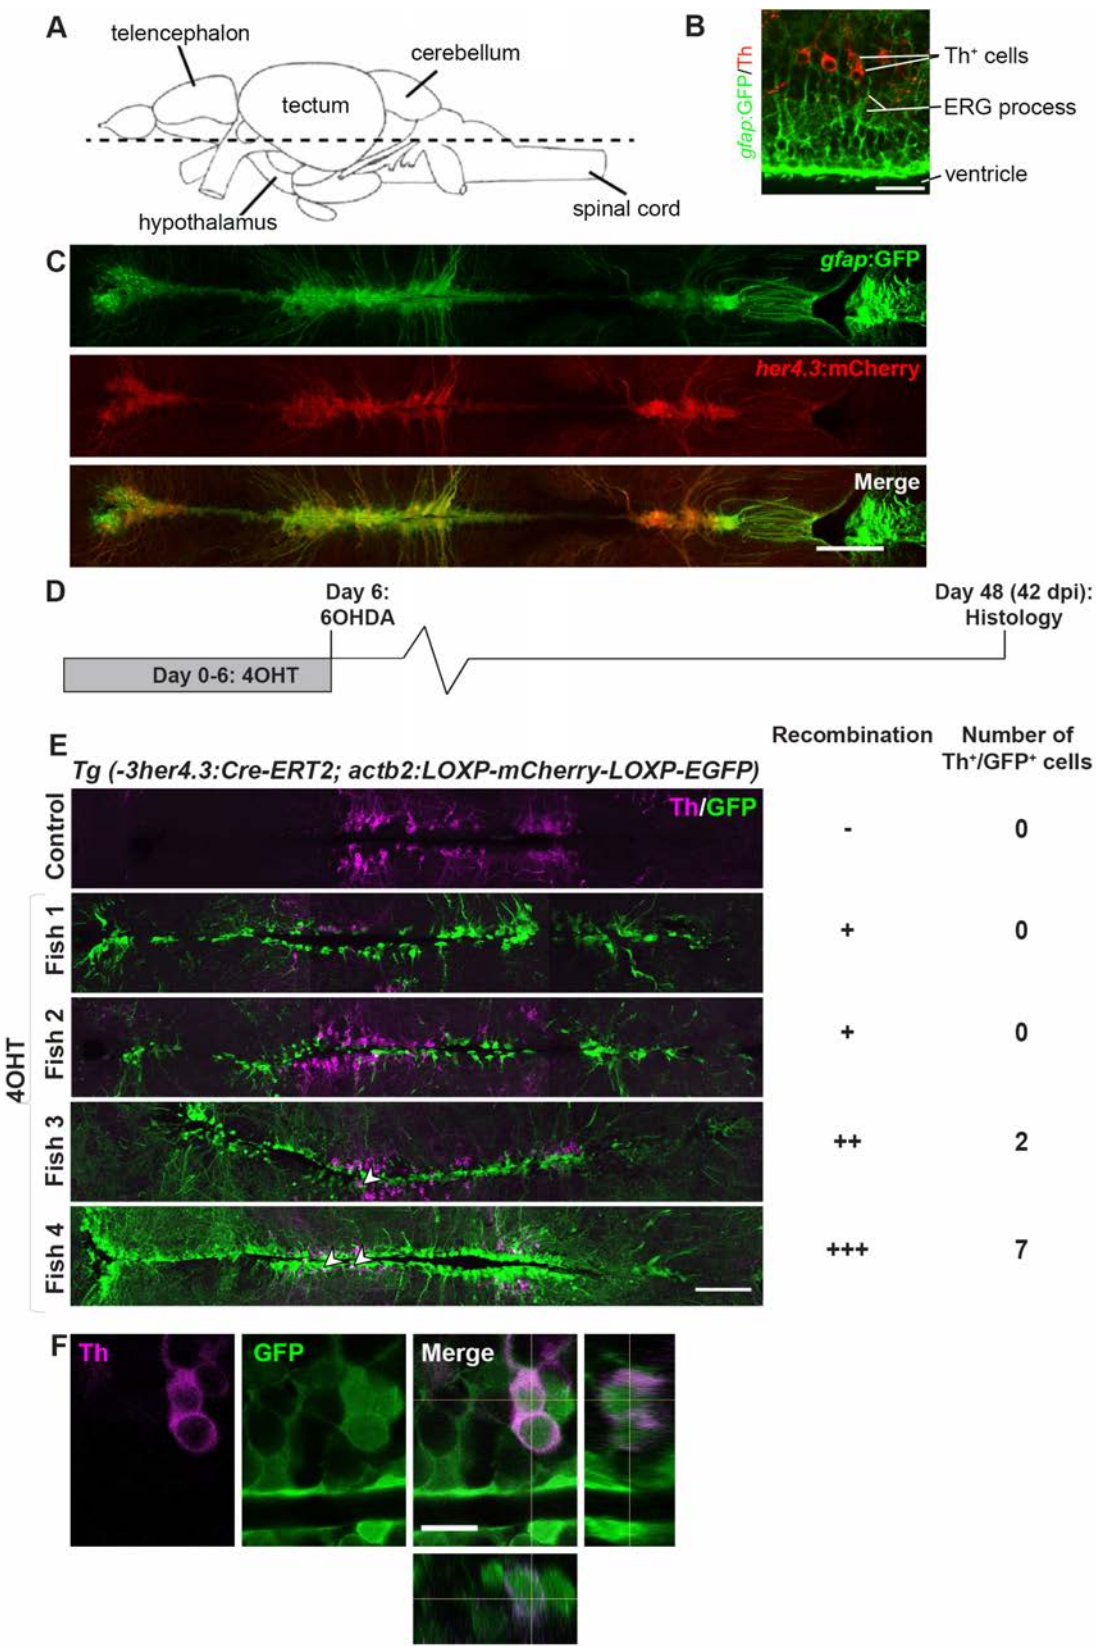 A
telencephalon
cerebellum
tectum
hypothalamus
spinal cord
B
gfap:GFP/Th
Th⁺ cells
ERG process
ventricle
C
gfap:GFP
her4.3:mCherry
Merge
D
Day 6:
6OHDA
Day 48 (42 dpi):
Histology
Day 0-6: 4OHT
E
Tg (-3her4.3:Cre-ERT2; actb2:LOXP-mCherry-LOXP-EGFP)
Recombination
Number of
Th⁺/GFP⁺ cells
Control
Th/GFP
-
0
4OHT
Fish 1
+
0
Fish 2
+
0
Fish 3
++
2
Fish 4
+++
7
F
Th
GFP
Merge